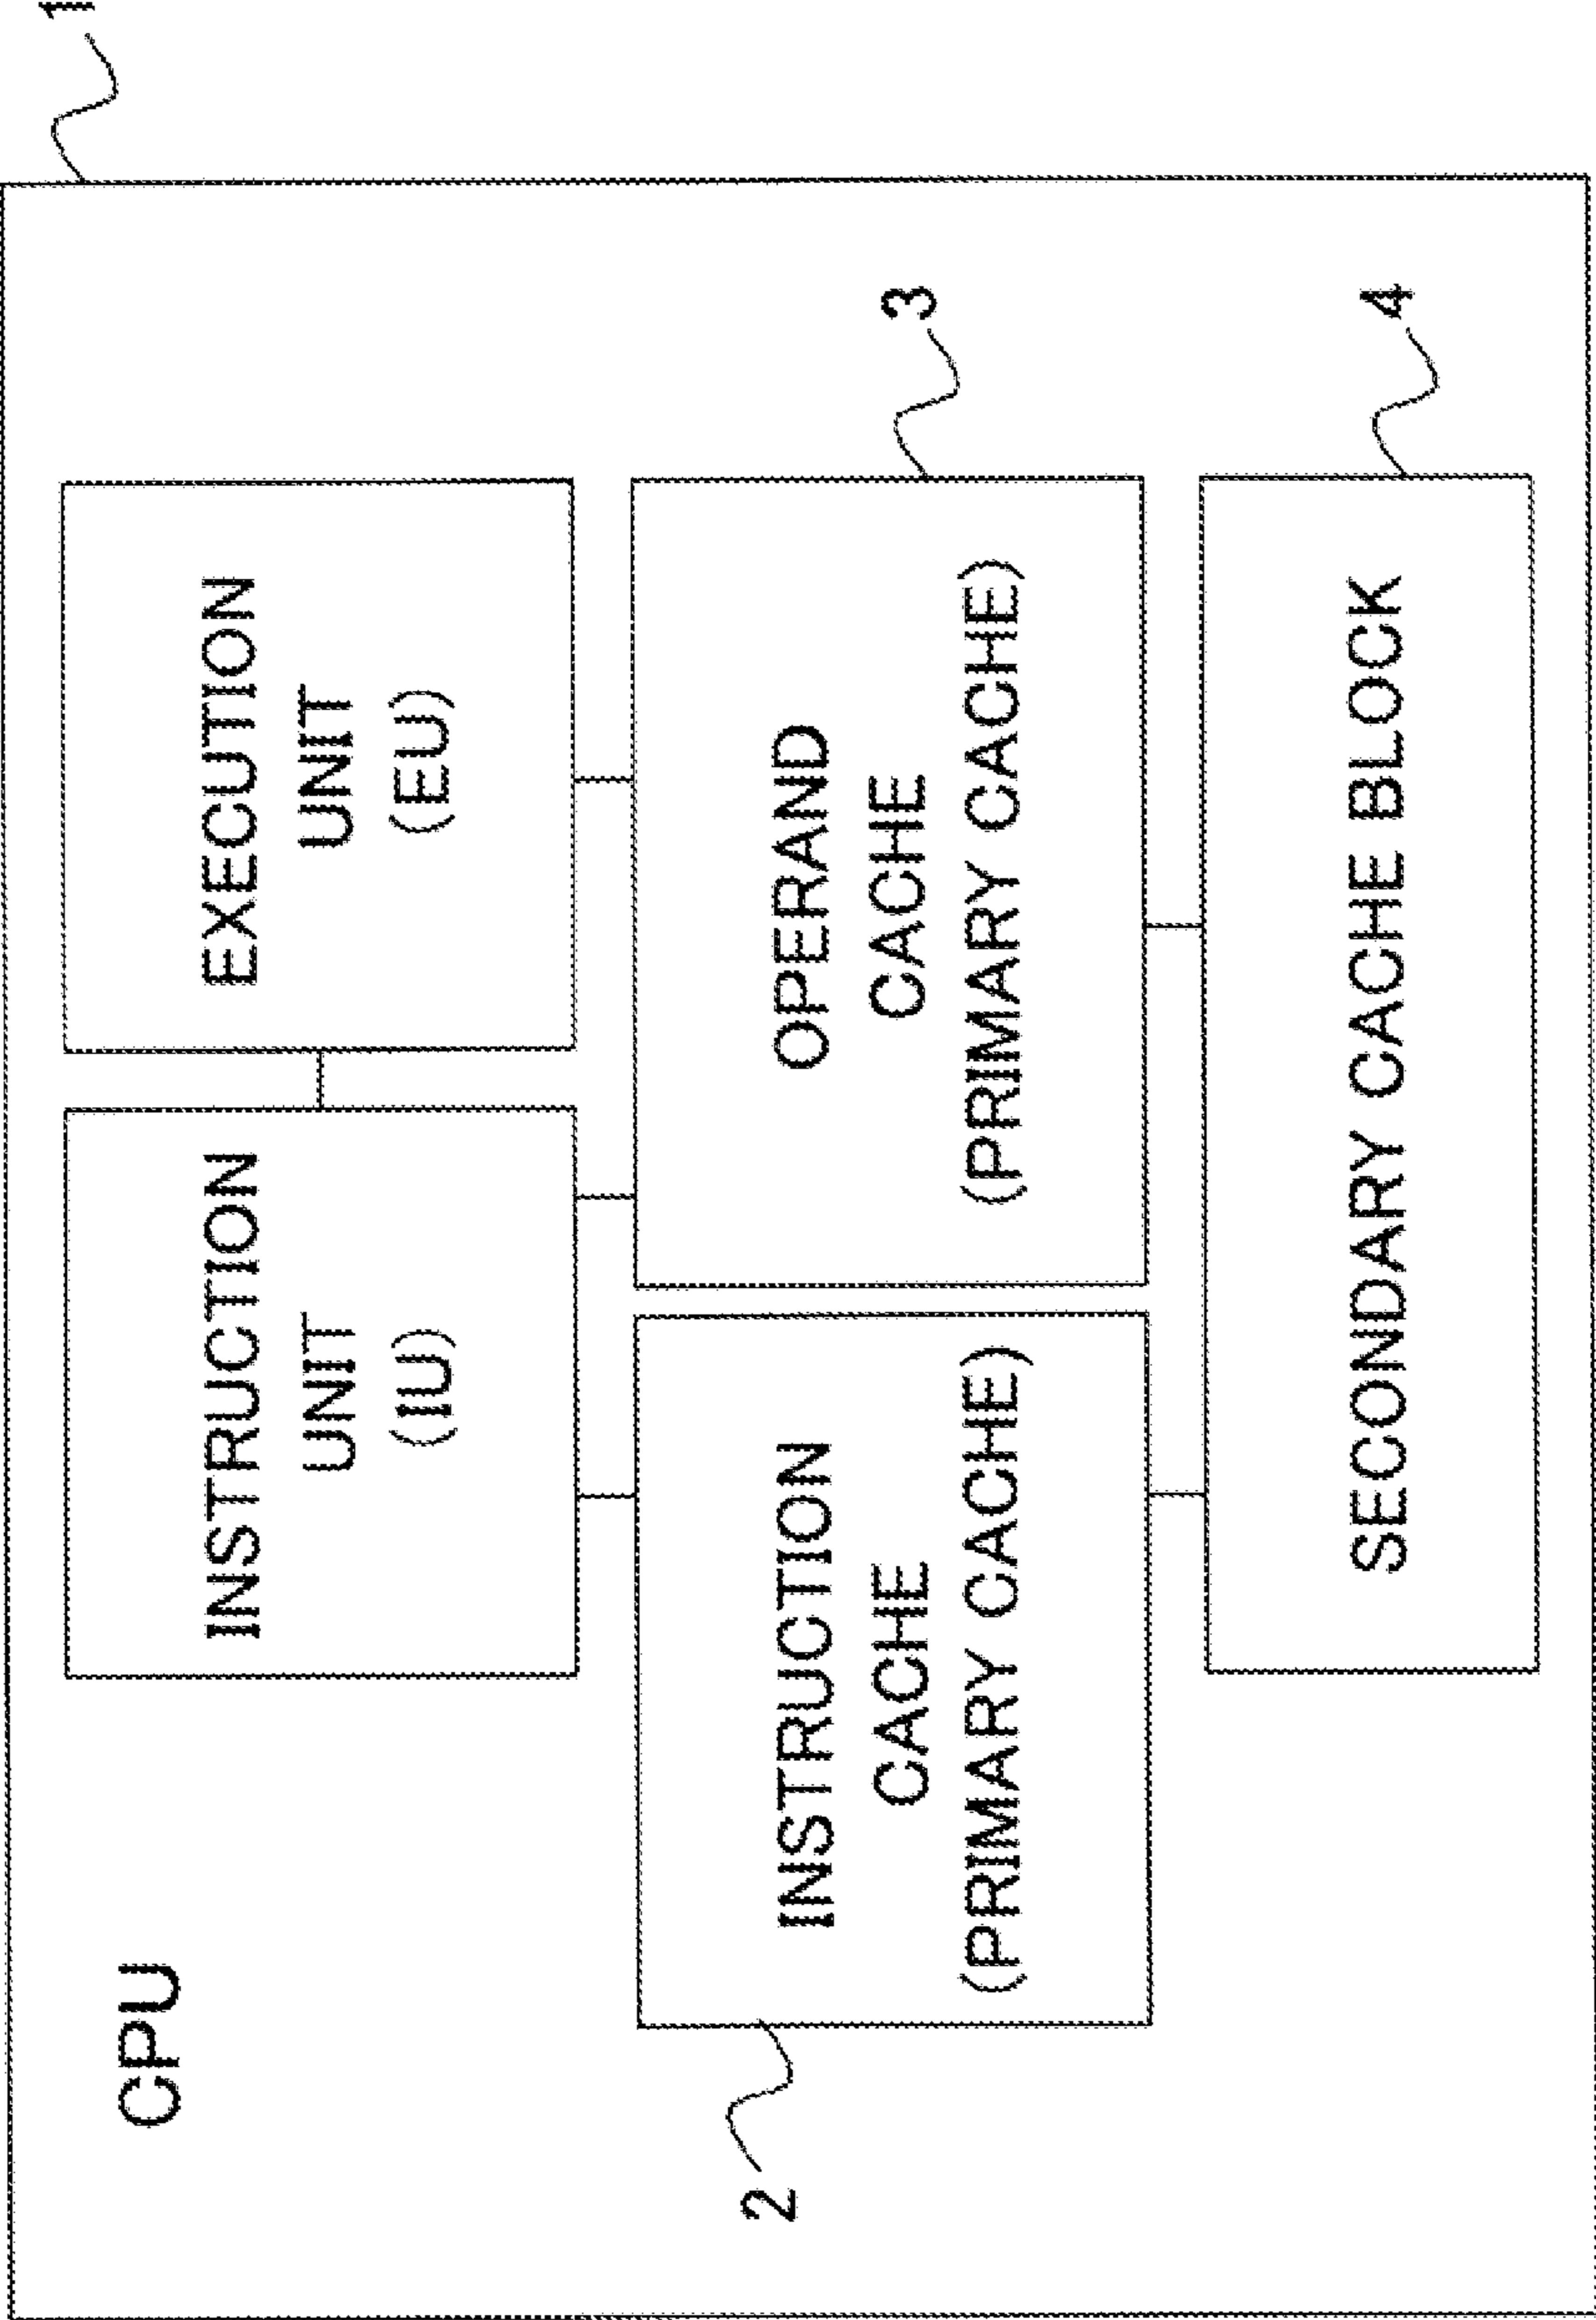 1
CPU
INSTRUCTION
UNIT
(IU)
EXECUTION
UNIT
(EU)
2
INSTRUCTION
CACHE
(PRIMARY CACHE)
OPERAND
CACHE
(PRIMARY CACHE)
3
SECONDARY CACHE BLOCK
4